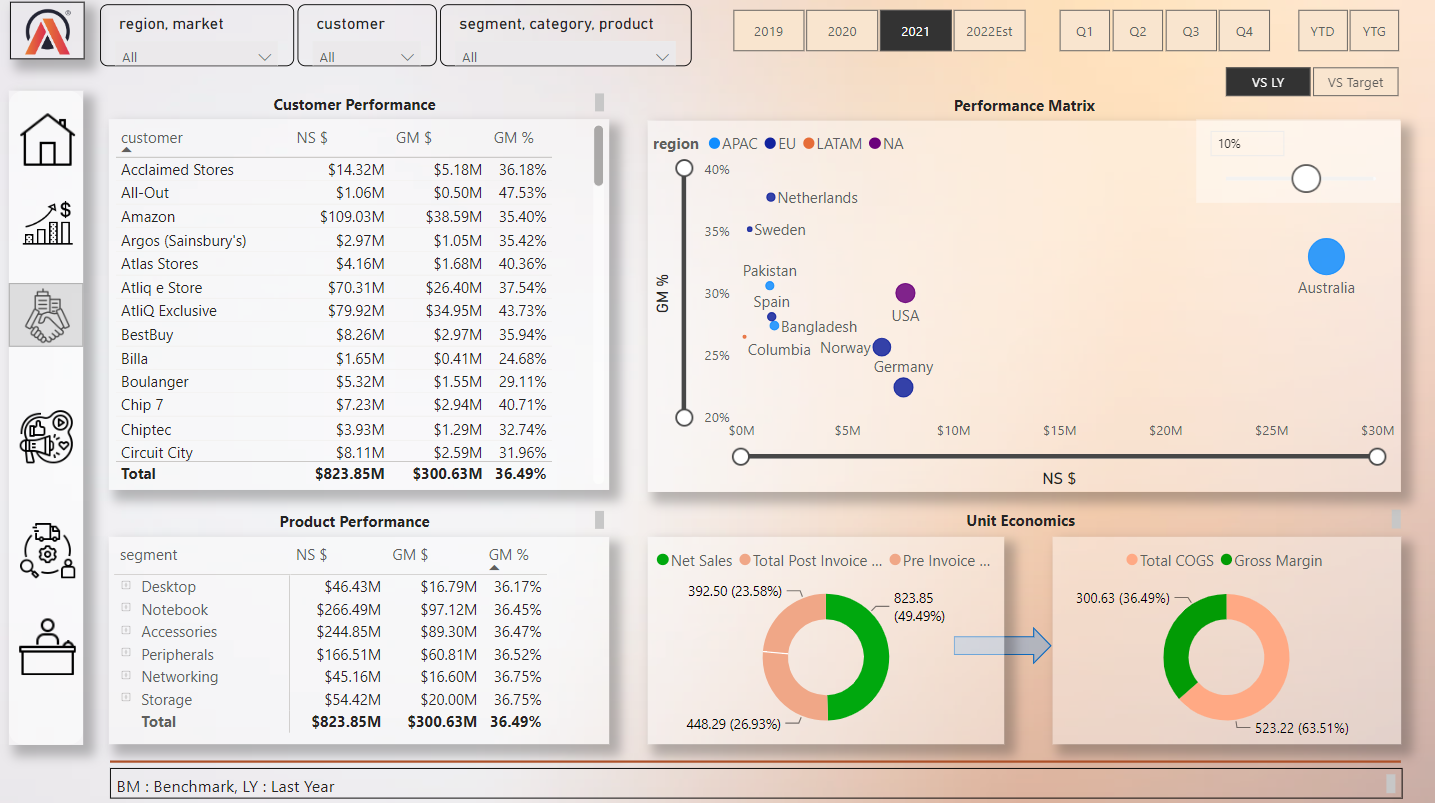 region, market
All
customer
All
segment, category, product
All
2019 2020 2021 2022Est
Q1 Q2 Q3 Q4
YTD YTG
VS LY VS Target
Customer Performance
customer NS $ GM $ GM %
Acclaimed Stores $14.32M $5.18M 36.18%
All-Out $1.06M $0.50M 47.53%
Amazon $109.03M $38.59M 35.40%
Argos (Sainsbury's) $2.97M $1.05M 35.42%
Atlas Stores $4.16M $1.68M 40.36%
Atliq e Store $70.31M $26.40M 37.54%
AtliQ Exclusive $79.92M $34.95M 43.73%
BestBuy $8.26M $2.97M 35.94%
Billa $1.65M $0.41M 24.68%
Boulanger $5.32M $1.55M 29.11%
Chip 7 $7.23M $2.94M 40.71%
Chiptec $3.93M $1.29M 32.74%
Circuit City $8.11M $2.59M 31.96%
Total $823.85M $300.63M 36.49%
Performance Matrix
region APAC EU LATAM NA
10%
40%
35%
30%
25%
20%
GM %
Netherlands
Sweden
Pakistan
Spain
Bangladesh
Columbia
Norway
USA
Germany
Australia
$0M $5M $10M $15M $20M $25M $30M
NS $
Product Performance
segment NS $ GM $ GM %
Desktop $46.43M $16.79M 36.17%
Notebook $266.49M $97.12M 36.45%
Accessories $244.85M $89.30M 36.47%
Peripherals $166.51M $60.81M 36.52%
Networking $45.16M $16.60M 36.75%
Storage $54.42M $20.00M 36.75%
Total $823.85M $300.63M 36.49%
Unit Economics
Net Sales Total Post Invoice ... Pre Invoice ...
392.50 (23.58%)
823.85
(49.49%)
448.29 (26.93%)
Total COGS Gross Margin
300.63 (36.49%)
523.22 (63.51%)
BM : Benchmark, LY : Last Year